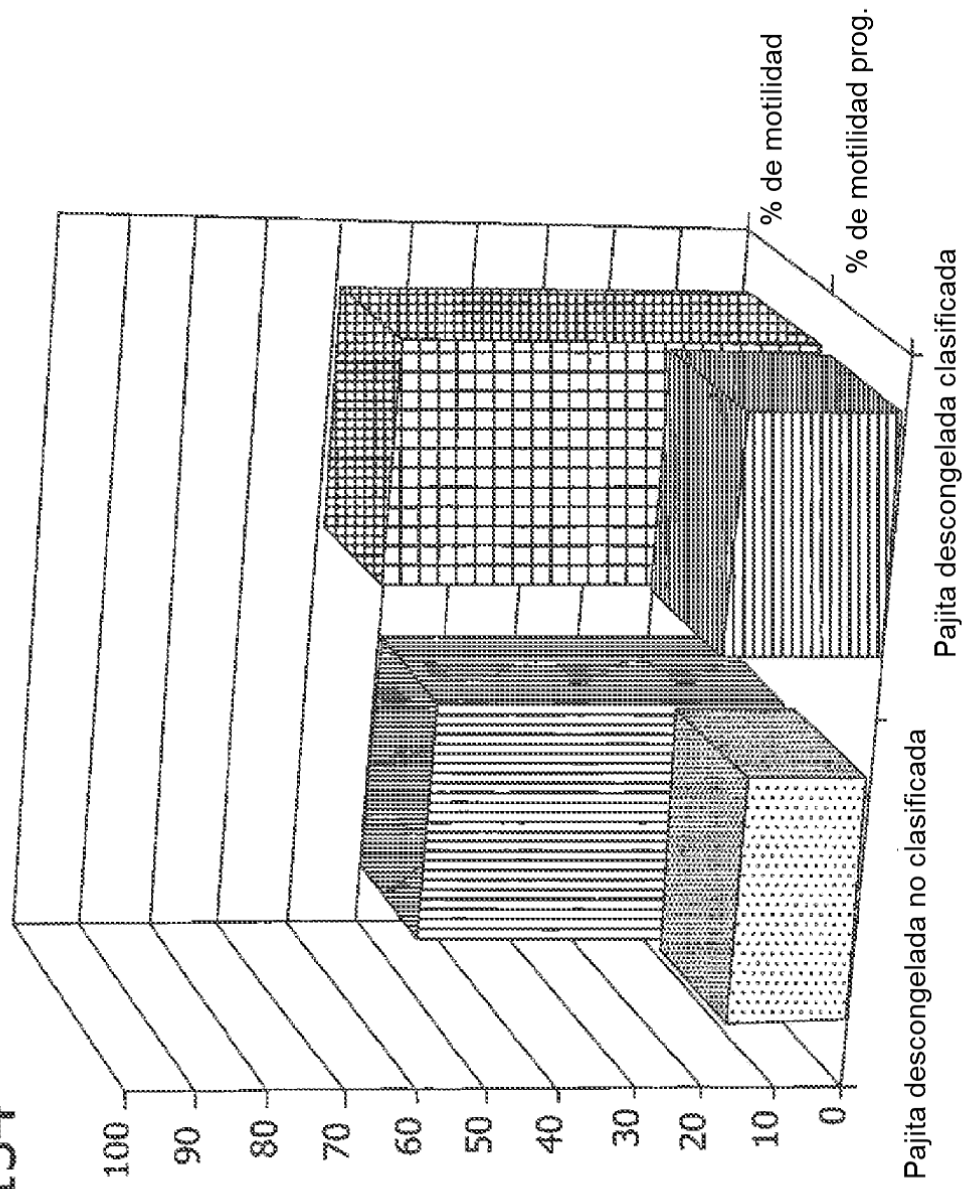 100
90
80
70
60
50
40
30
20
10
0
Pajita descongelada no clasificada
Pajita descongelada clasificada
% de motilidad
% de motilidad prog.